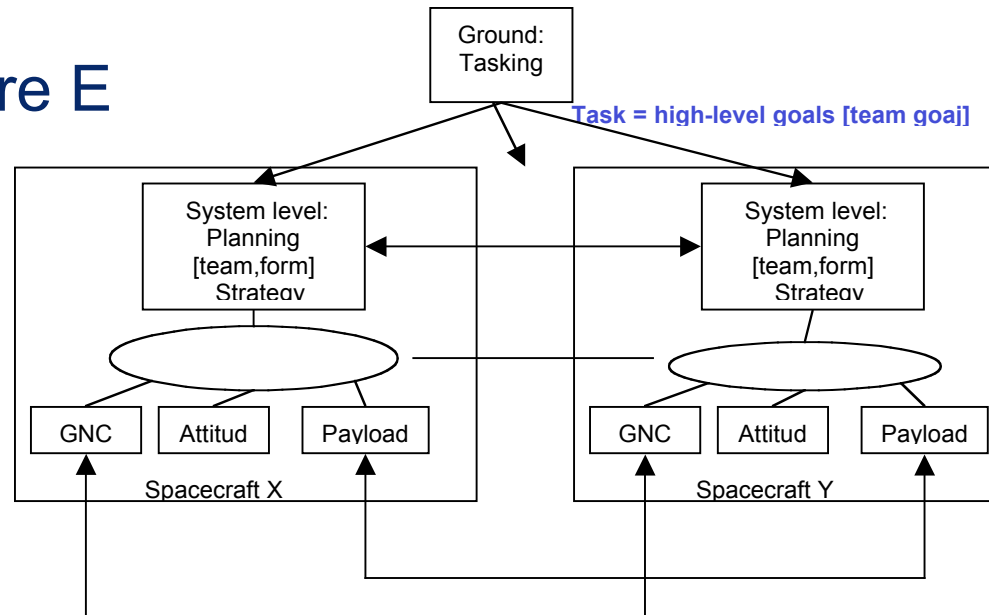 re E
Ground:
Tasking
Task = high-level goals [team goaj]
System level:
Planning
[team,form]
Strategy
System level:
Planning
[team,form]
Strategy
GNC
Attitud
Payload
GNC
Attitud
Payload
Spacecraft X
Spacecraft Y